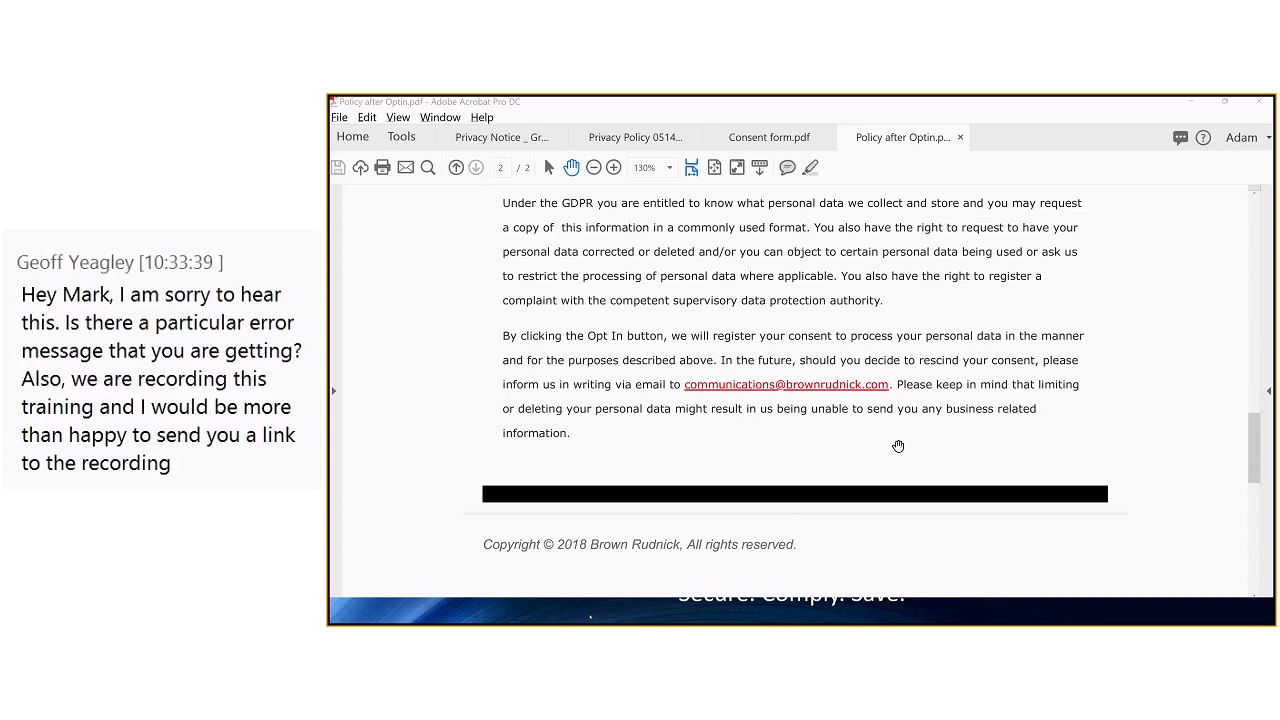 Geoff Yeagley [10:33:39 ]
Hey Mark, I am sorry to hear
this. Is there a particular error
message that you are getting?
Also, we are recording this
training and I would be more
than happy to send you a link
to the recording
Policy after Optin.pdf - Adobe Acrobat Pro DC
File Edit View Window Help
Home Tools Privacy Notice _ Gr... Privacy Policy 0514... Consent form.pdf Policy after Optin.p... × Adam
2 / 2 130%
Under the GDPR you are entitled to know what personal data we collect and store and you may request
a copy of  this information in a commonly used format. You also have the right to request to have your
personal data corrected or deleted and/or you can object to certain personal data being used or ask us
to restrict the processing of personal data where applicable. You also have the right to register a
complaint with the competent supervisory data protection authority.
By clicking the Opt In button, we will register your consent to process your personal data in the manner
and for the purposes described above. In the future, should you decide to rescind your consent, please
inform us in writing via email to communications@brownrudnick.com. Please keep in mind that limiting
or deleting your personal data might result in us being unable to send you any business related
information.
Copyright © 2018 Brown Rudnick, All rights reserved.
Secure. Comply. Save.